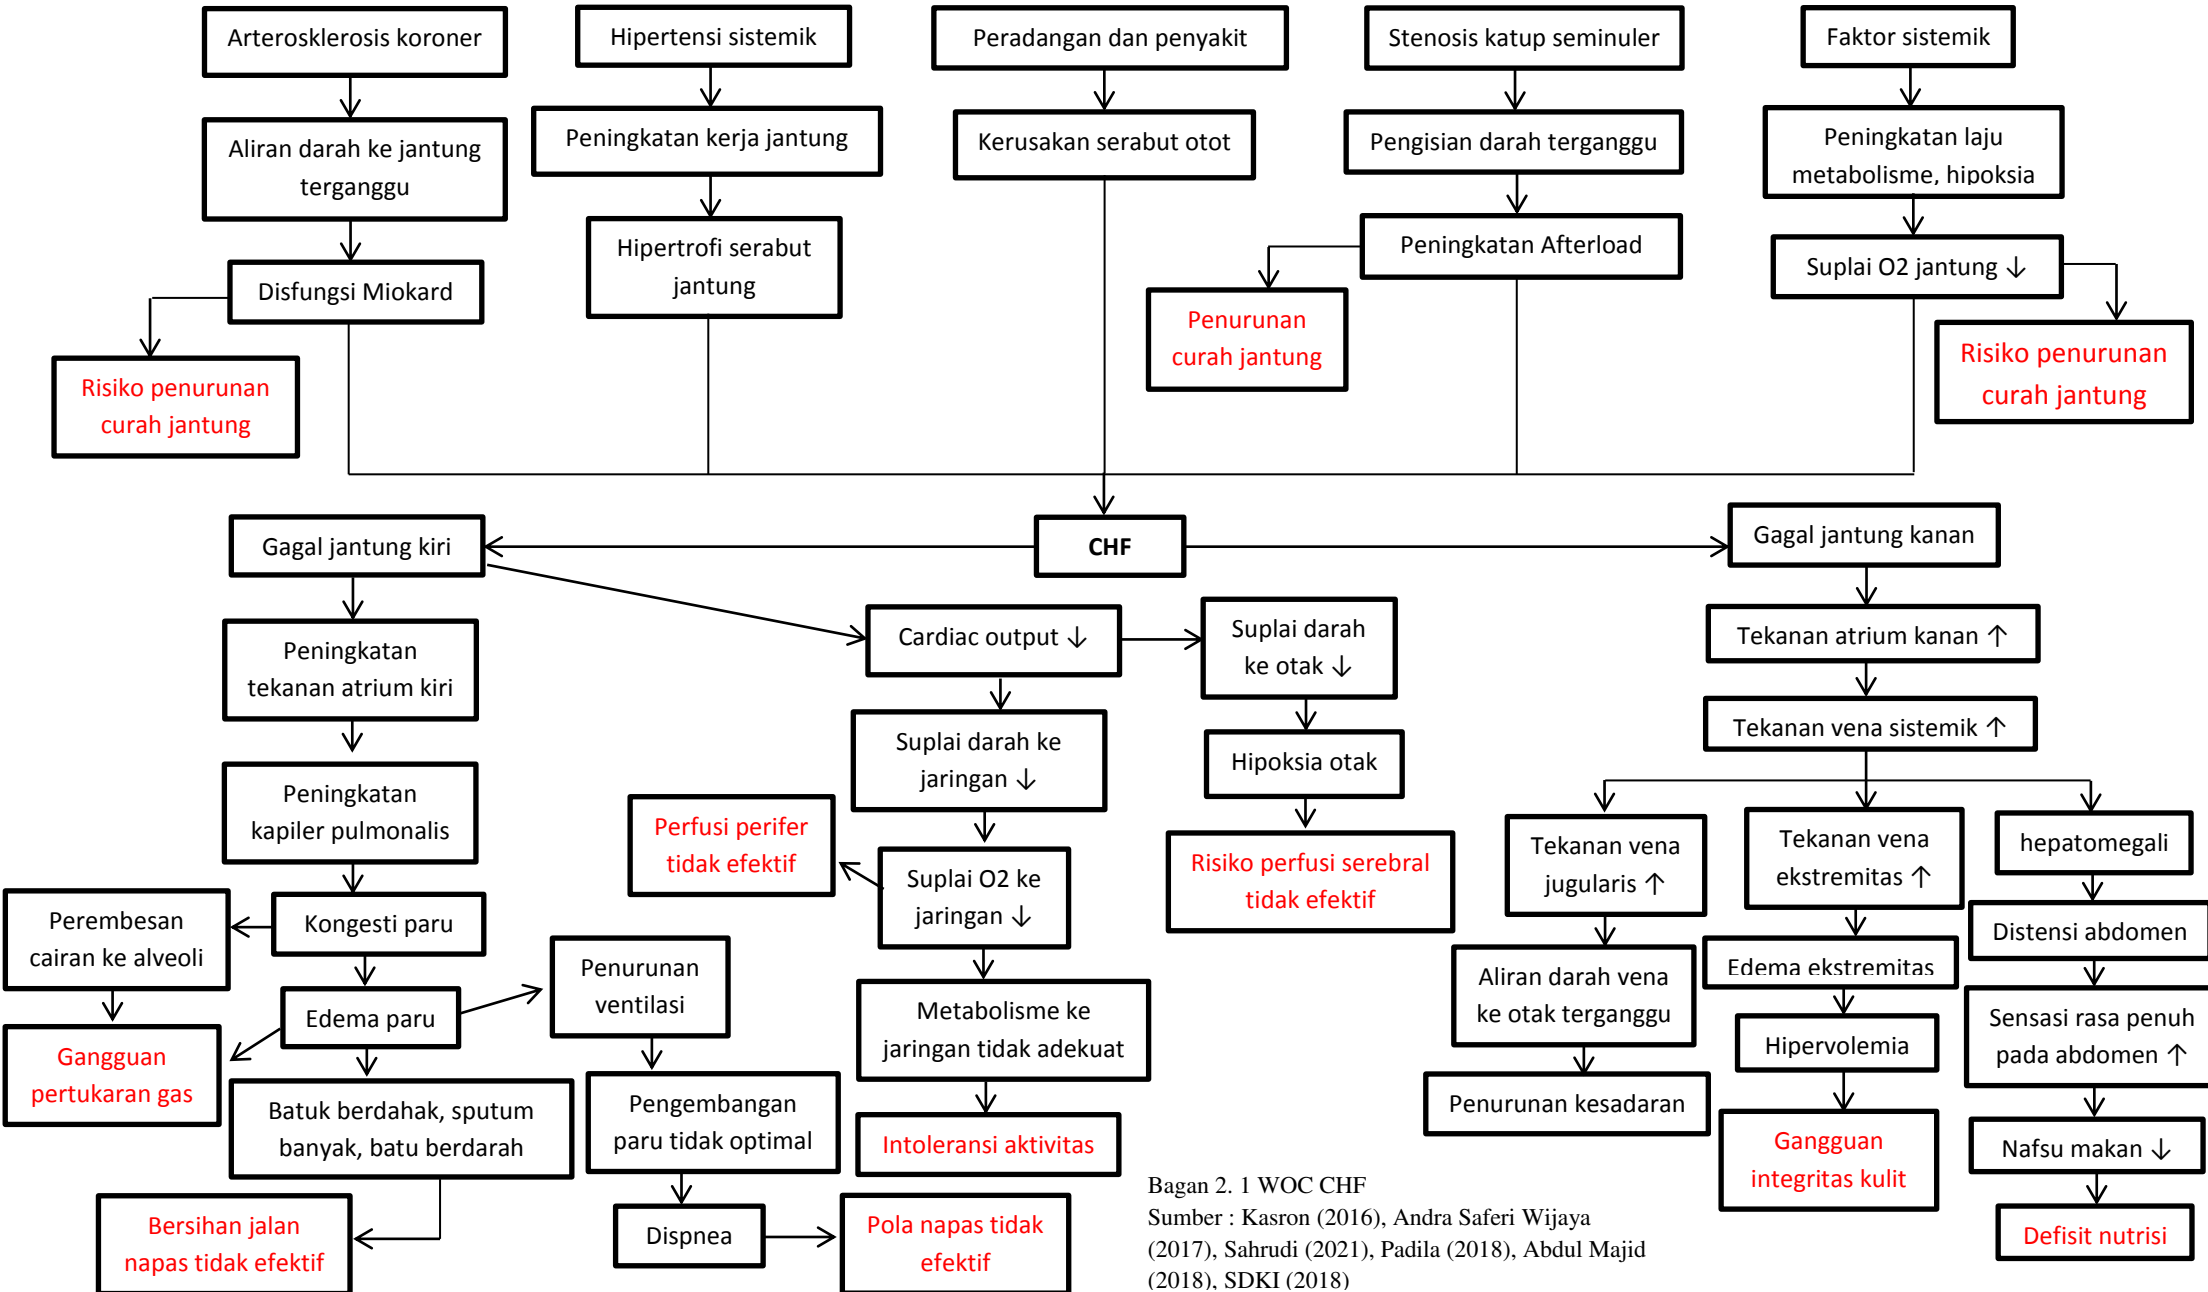 Arterosklerosis koroner
Hipertensi sistemik
Peradangan dan penyakit
Stenosis katup seminuler
Faktor sistemik
Aliran darah ke jantung
terganggu
Peningkatan kerja jantung
Kerusakan serabut otot
Pengisian darah terganggu
Peningkatan laju
metabolisme, hipoksia
Disfungsi Miokard
Hipertrofi serabut
jantung
Peningkatan Afterload
Suplai O2 jantung ↓
Risiko penurunan
curah jantung
Penurunan
curah jantung
Risiko penurunan
curah jantung
Gagal jantung kiri
CHF
Gagal jantung kanan
Peningkatan
tekanan atrium kiri
Cardiac output ↓
Suplai darah
ke otak ↓
Tekanan atrium kanan ↑
Suplai darah ke
jaringan ↓
Hipoksia otak
Tekanan vena sistemik ↑
Peningkatan
kapiler pulmonalis
Perfusi perifer
tidak efektif
Suplai O2 ke
jaringan ↓
Risiko perfusi serebral
tidak efektif
Tekanan vena
jugularis ↑
Tekanan vena
ekstremitas ↑
hepatomegali
Perembesan
cairan ke alveoli
Kongesti paru
Penurunan
ventilasi
Aliran darah vena
ke otak terganggu
Edema ekstremitas
Distensi abdomen
Gangguan
pertukaran gas
Edema paru
Metabolisme ke
jaringan tidak adekuat
Hipervolemia
Sensasi rasa penuh
pada abdomen ↑
Batuk berdahak, sputum
banyak, batu berdarah
Pengembangan
paru tidak optimal
Intoleransi aktivitas
Penurunan kesadaran
Gangguan
integritas kulit
Nafsu makan ↓
Bersihan jalan
napas tidak efektif
Dispnea
Pola napas tidak
efektif
Defisit nutrisi
Bagan 2. 1 WOC CHF
Sumber : Kasron (2016), Andra Saferi Wijaya
(2017), Sahrudi (2021), Padila (2018), Abdul Majid
(2018), SDKI (2018)